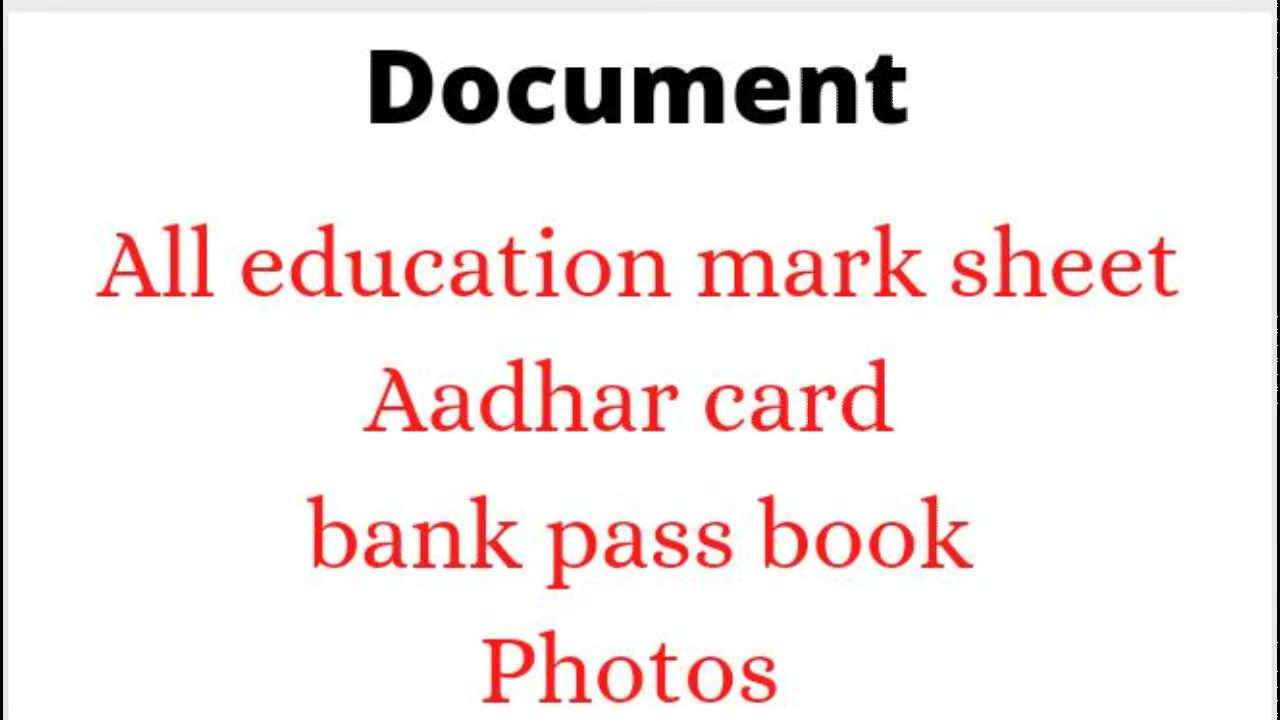 Document
All education mark sheet
Aadhar card
bank pass book
Photos